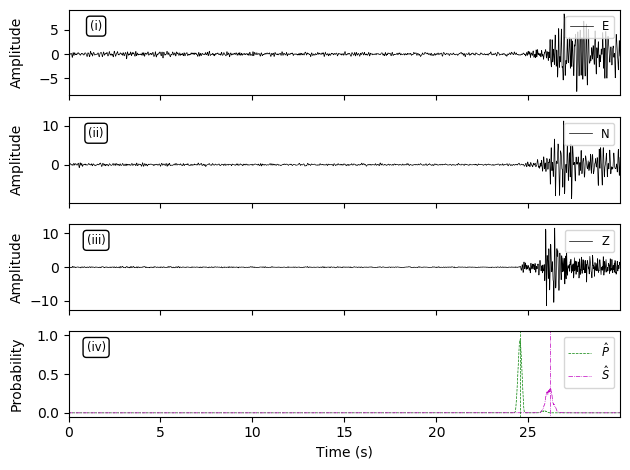 (i)
E
Amplitude
5
0
−5
(ii)
N
Amplitude
10
0
(iii)
Z
Amplitude
10
0
−10
(iv)
P̂
Ŝ
Probability
1.0
0.5
0.0
0 5 10 15 20 25
Time (s)